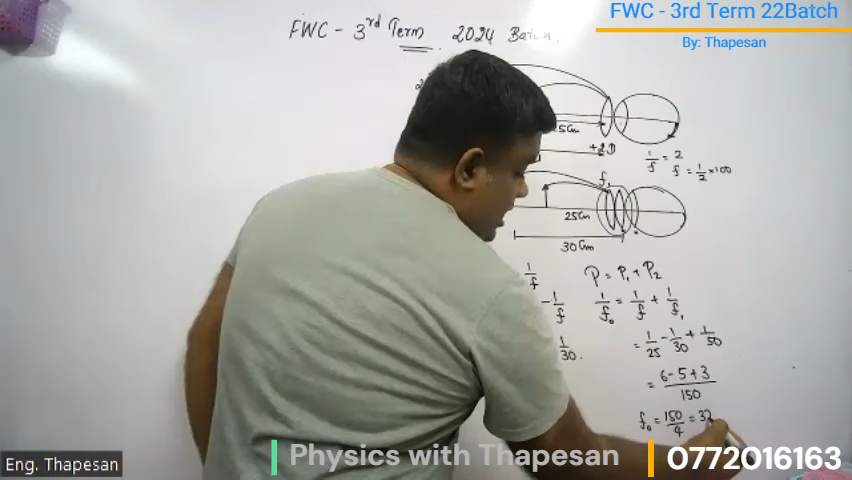 FWC - 3rd Term 22Batch
By: Thapesan
FWC - 3rd Term 2024 Batch.
25cm
+2D
1/f = 2
f = 1/2 × 100
f1
25cm
30cm
1/f
P = P1 + P2
-1/f
1/f0 = 1/f + 1/f1
1/30.
= 1/25 - 1/30 + 1/50
= 6-5+3/150
f0 = 150/4 = 37
Eng. Thapesan
Physics with Thapesan
0772016163